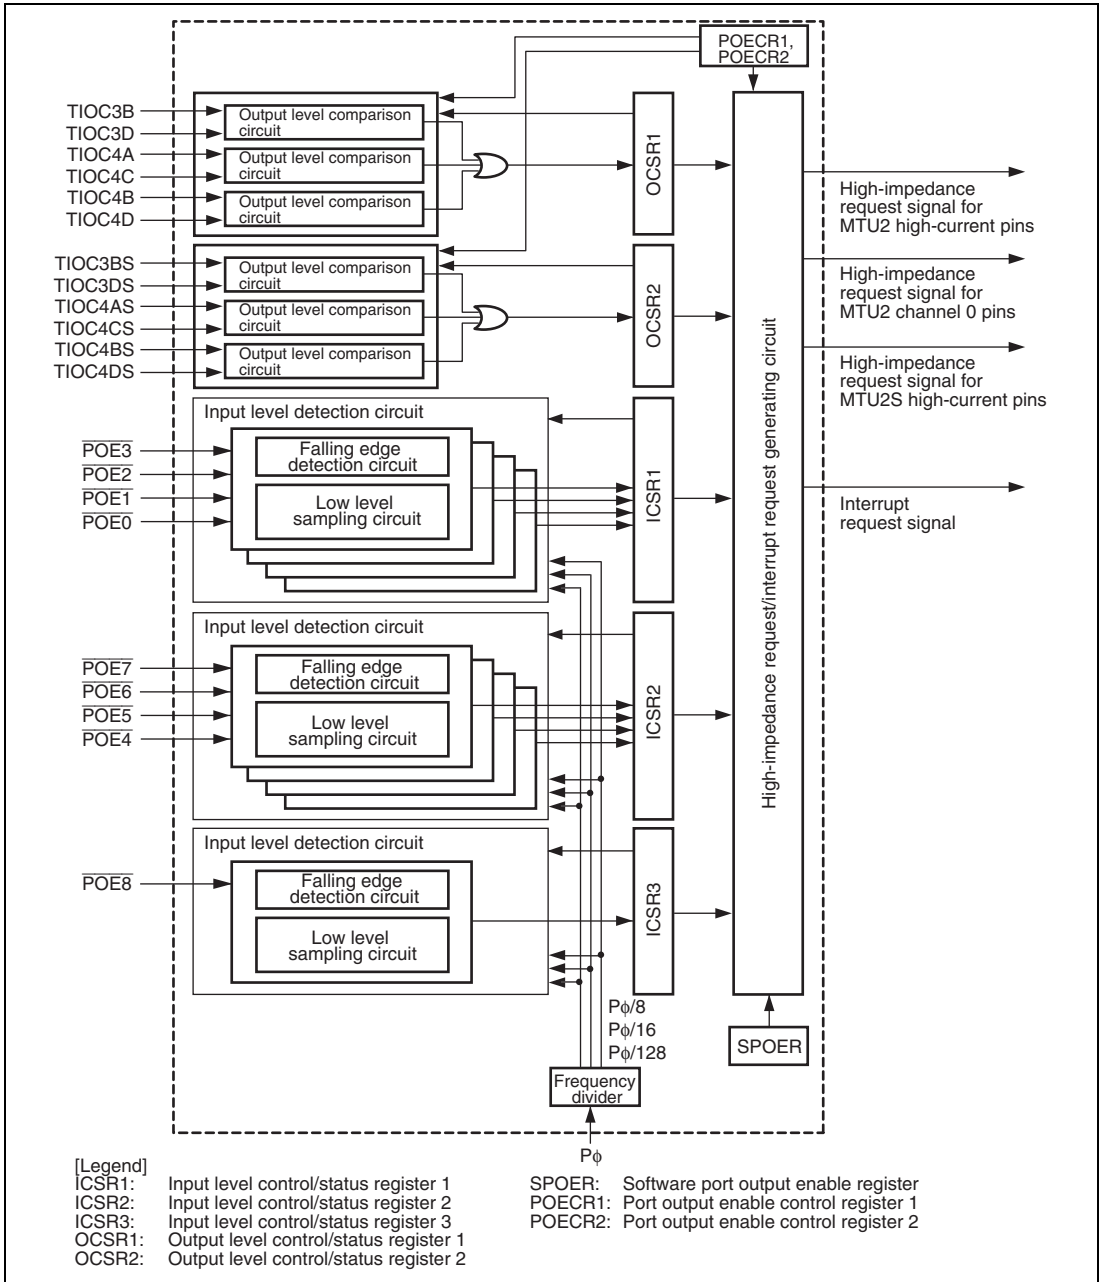 POECR1,
POECR2
TIOC3B
TIOC3D
TIOC4A
TIOC4C
TIOC4B
TIOC4D
Output level comparison
circuit
Output level comparison
circuit
Output level comparison
circuit
OCSR1
TIOC3BS
TIOC3DS
TIOC4AS
TIOC4CS
TIOC4BS
TIOC4DS
Output level comparison
circuit
Output level comparison
circuit
Output level comparison
circuit
OCSR2
Input level detection circuit
POE3
POE2
POE1
POE0
Falling edge
detection circuit
Low level
sampling circuit
ICSR1
Input level detection circuit
POE7
POE6
POE5
POE4
Falling edge
detection circuit
Low level
sampling circuit
ICSR2
Input level detection circuit
POE8
Falling edge
detection circuit
Low level
sampling circuit
ICSR3
High-impedance request/interrupt request generating circuit
High-impedance
request signal for
MTU2 high-current pins
High-impedance
request signal for
MTU2 channel 0 pins
High-impedance
request signal for
MTU2S high-current pins
Interrupt
request signal
Pφ/8
Pφ/16
Pφ/128
SPOER
Frequency
divider
Pφ
[Legend]
ICSR1: Input level control/status register 1
ICSR2: Input level control/status register 2
ICSR3: Input level control/status register 3
OCSR1: Output level control/status register 1
OCSR2: Output level control/status register 2
SPOER: Software port output enable register
POECR1: Port output enable control register 1
POECR2: Port output enable control register 2